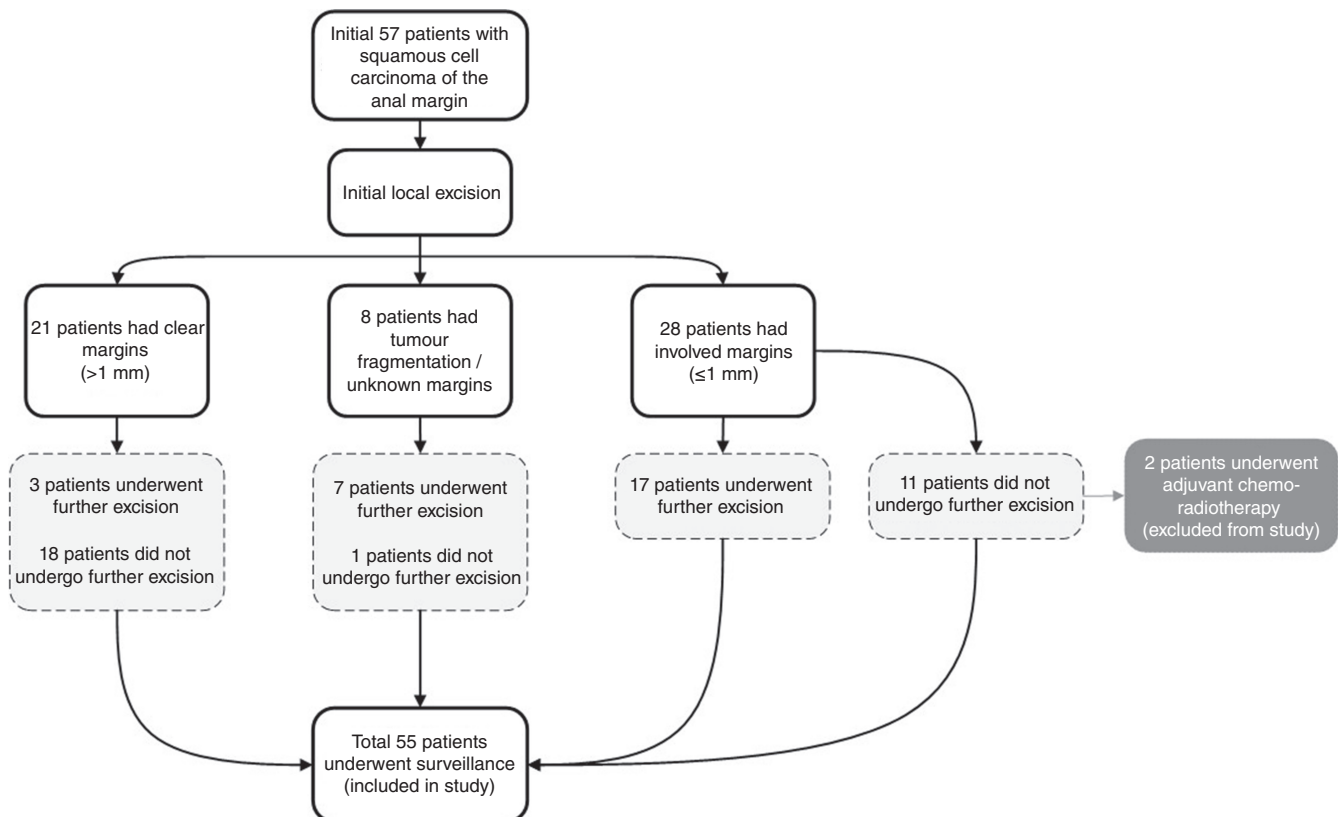 Initial 57 patients with
squamous cell
carcinoma of the
anal margin
Initial local excision
21 patients had clear
margins
(>1 mm)
8 patients had
tumour
fragmentation /
unknown margins
28 patients had
involved margins
(≤1 mm)
3 patients underwent
further excision
18 patients did not
undergo further excision
7 patients underwent
further excision
1 patients did not
undergo further excision
17 patients underwent
further excision
11 patients did not
undergo further excision
2 patients underwent
adjuvant chemo-
radiotherapy
(excluded from study)
Total 55 patients
underwent surveillance
(included in study)